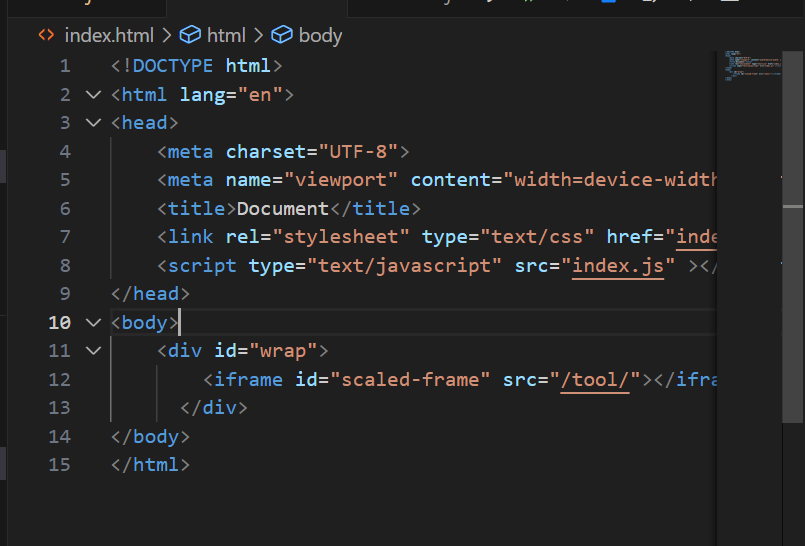 index.html > html > body
1 <!DOCTYPE html>
2 <html lang="en">
3 <head>
4 <meta charset="UTF-8">
5 <meta name="viewport" content="width=device-width
6 <title>Document</title>
7 <link rel="stylesheet" type="text/css" href="inde
8 <script type="text/javascript" src="index.js" ></
9 </head>
10 <body>
11 <div id="wrap">
12 <iframe id="scaled-frame" src="/tool/"></ifra
13 </div>
14 </body>
15 </html>